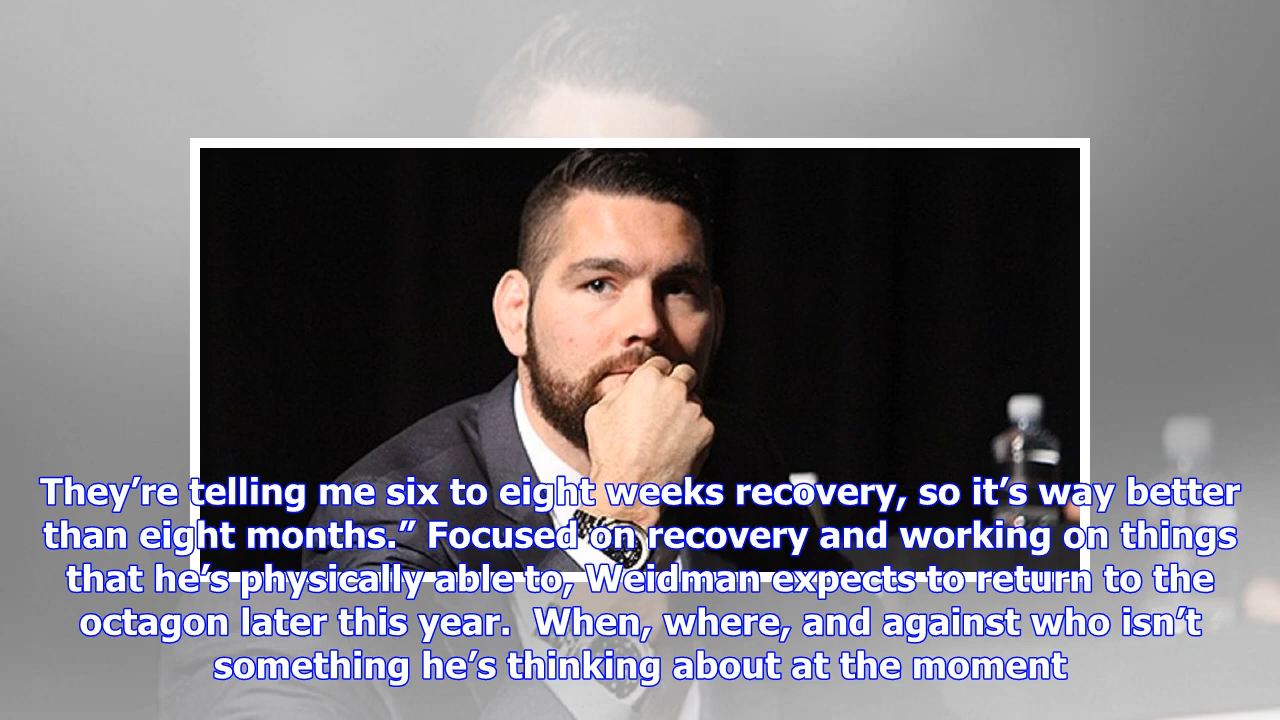 They’re telling me six to eight weeks recovery, so it’s way better
than eight months.”  Focused on recovery and working on things
that he’s physically able to, Weidman expects to return to the
octagon later this year.  When, where, and against who isn’t
something he’s thinking about at the moment